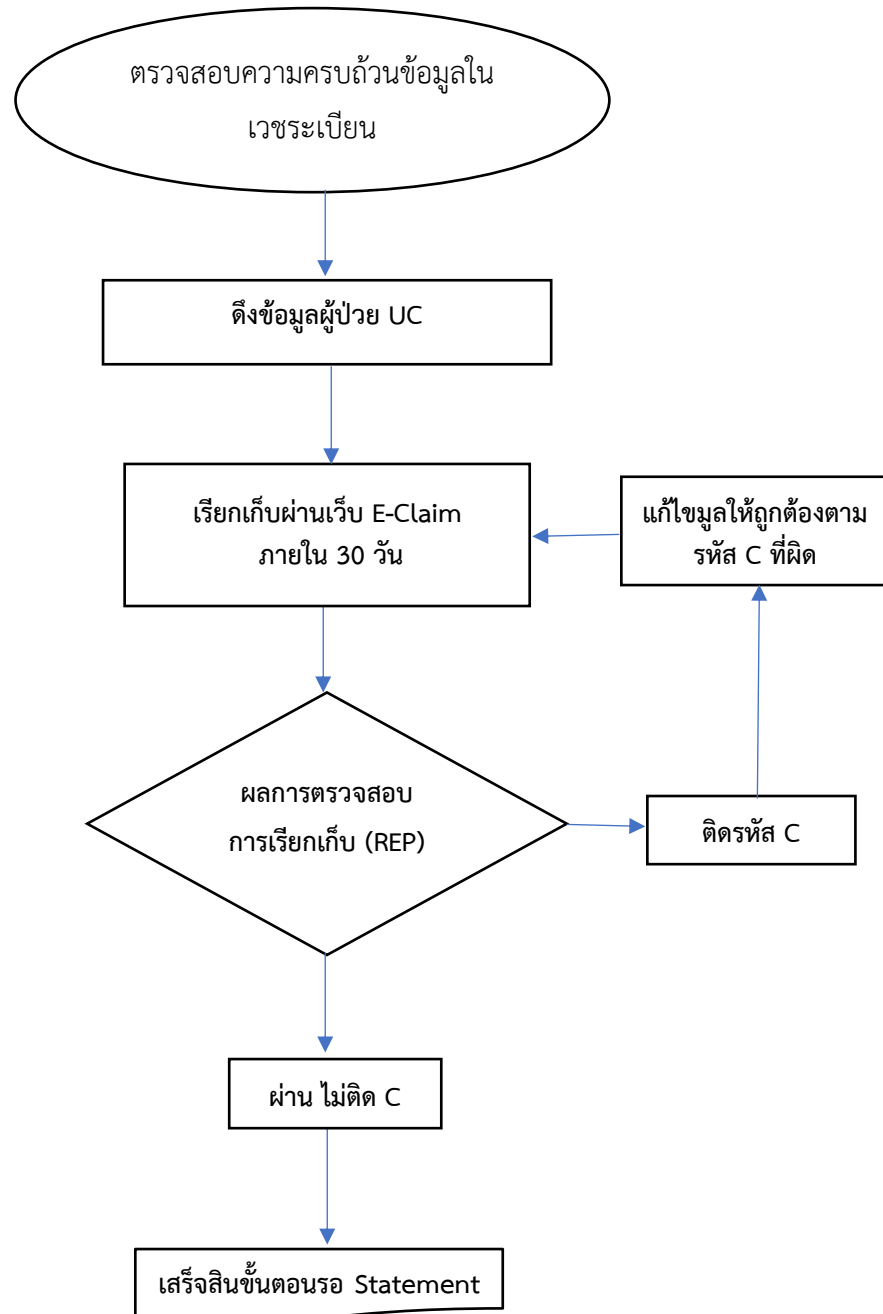 ตรวจสอบความครบถ้วนข้อมูลใน
เวชระเบียน
ดึงข้อมูลผู้ป่วย UC
เรียกเก็บผ่านเว็บ E-Claim
ภายใน 30 วัน
แก้ไขมูลให้ถูกต้องตาม
รหัส C ที่ผิด
ผลการตรวจสอบ
การเรียกเก็บ (REP)
ติดรหัส C
ผ่าน ไม่ติด C
เสร็จสินขั้นตอนรอ Statement